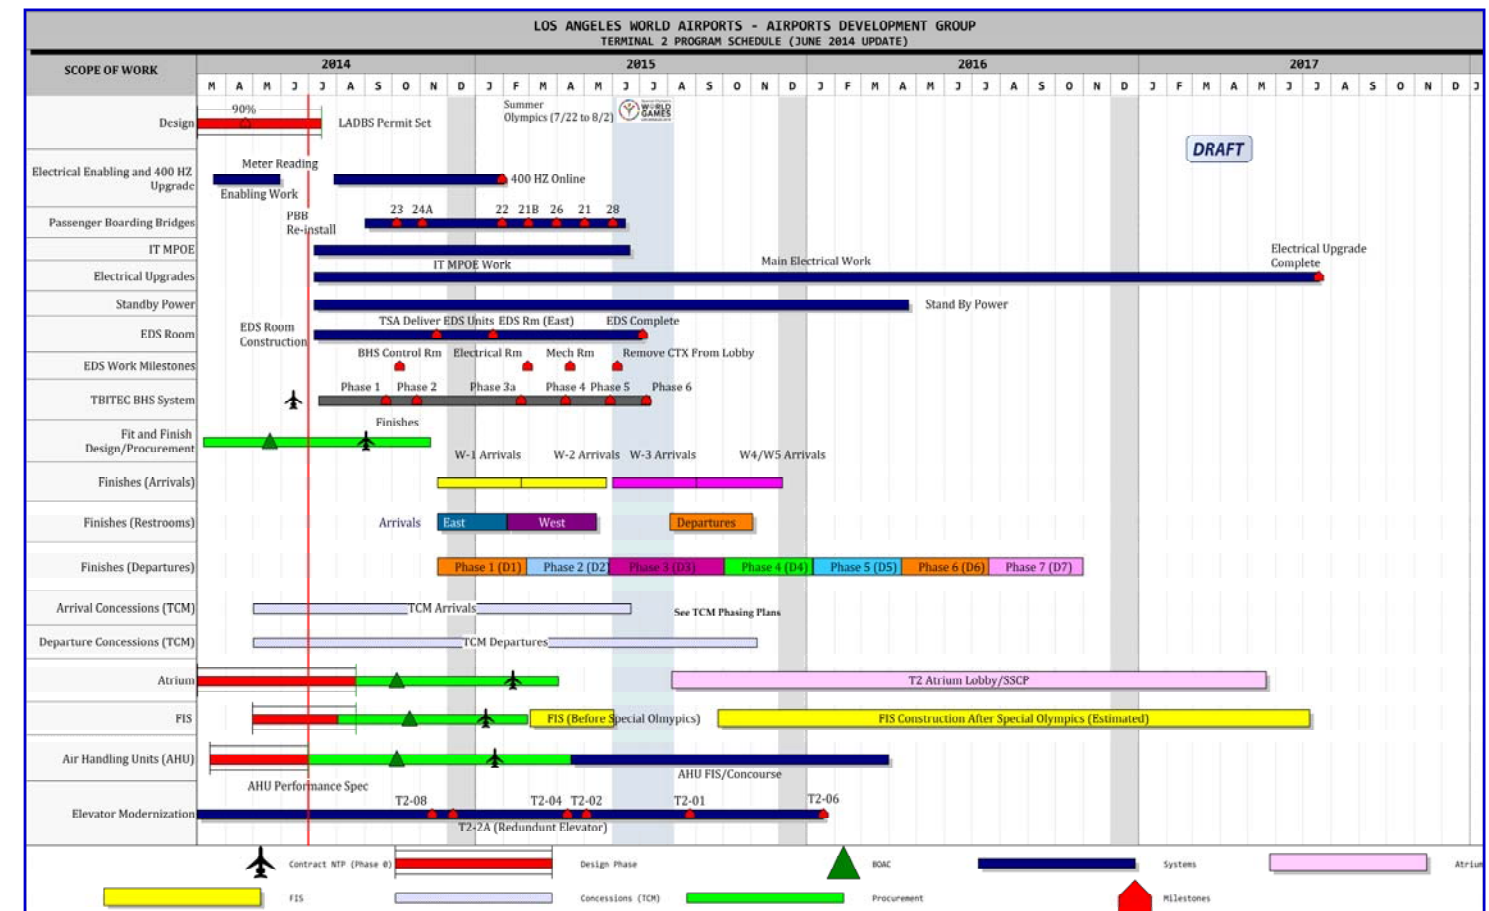 LOS ANGELES WORLD AIRPORTS - AIRPORTS DEVELOPMENT GROUP
TERMINAL 2 PROGRAM SCHEDULE (JUNE 2014 UPDATE)
SCOPE OF WORK
2014 2015 2016 2017
M A M J J A S O N D J F M A M J J A S O N D J F M A M J J A S O N D J F M A M J J A S O N D J
Design
90%
LADBS Permit Set
Summer
Olympics (7/22 to 8/2)
WORLD
GAMES
DRAFT
Electrical Enabling and 400 HZ
Upgrade
Meter Reading
Enabling Work
400 HZ Online
Passenger Boarding Bridges
PBB
Re-install
23 24A 22 21B 26 21 28
IT MPOE
IT MPOE Work
Electrical Upgrades
Main Electrical Work
Electrical Upgrade
Complete
Standby Power
Stand By Power
EDS Room
EDS Room
Construction
TSA Deliver EDS Units EDS Rm (East) EDS Complete
EDS Work Milestones
BHS Control Rm Electrical Rm Mech Rm Remove CTX From Lobby
TBITEC BHS System
Phase 1 Phase 2 Phase 3a Phase 4 Phase 5 Phase 6
Fit and Finish
Design/Procurement
Finishes
Finishes (Arrivals)
W-1 Arrivals W-2 Arrivals W-3 Arrivals W4/W5 Arrivals
Finishes (Restrooms)
Arrivals East West Departures
Finishes (Departures)
Phase 1 (D1) Phase 2 (D2) Phase 3 (D3) Phase 4 (D4) Phase 5 (D5) Phase 6 (D6) Phase 7 (D7)
Arrival Concessions (TCM)
TCM Arrivals
See TCM Phasing Plans
Departure Concessions (TCM)
TCM Departures
Atrium
T2 Atrium Lobby/SSCP
FIS
FIS (Before Special Olmypics)
FIS Construction After Special Olympics (Estimated)
Air Handling Units (AHU)
AHU FIS/Concourse
AHU Performance Spec
Elevator Modernization
T2-08 T2-04 T2-02 T2-01 T2-06
T2-2A (Redundunt Elevator)
Contract NTP (Phase 0) Design Phase BOAC Systems Atrium
FIS Concessions (TCM) Procurement Milestones